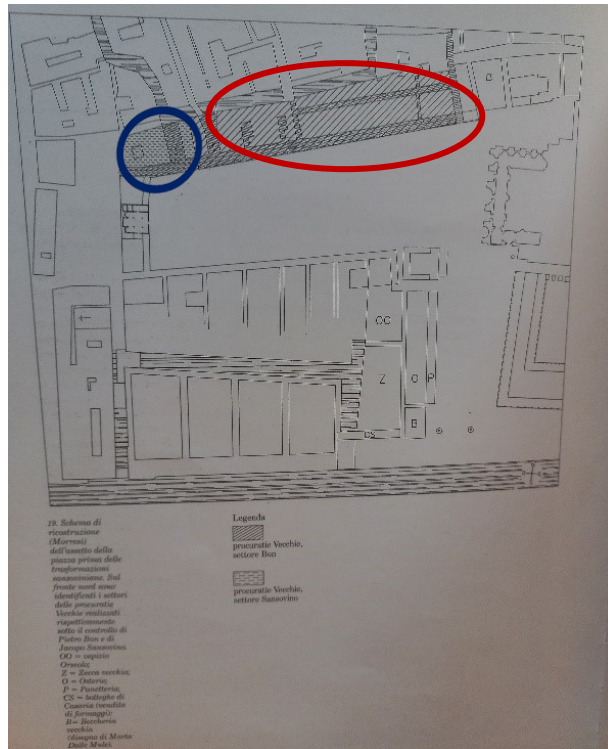 OC
Z
O
P
B
CS
19. Schema di
ricostruzione
(Morresi)
dell'assetto della
piazza prima delle
trasformazioni
sansoviniane. Sul
fronte nord sono
identificati i settori
delle procuratie
Vecchie realizzati
rispettivamente
sotto il controllo di
Pietro Bon e di
Jacopo Sansovino
OO = ospizio
Orseolo;
Z = Zecca vecchia;
O = Osterie;
P = Panetteria;
CS = botteghe di
Casaria (vendita
di formaggi);
B= Beccheria
vecchia
(disegno di Marta
Dalle Mule).
Legenda
procuratie Vecchie,
settore Bon
procuratie Vecchie,
settore Sansovino